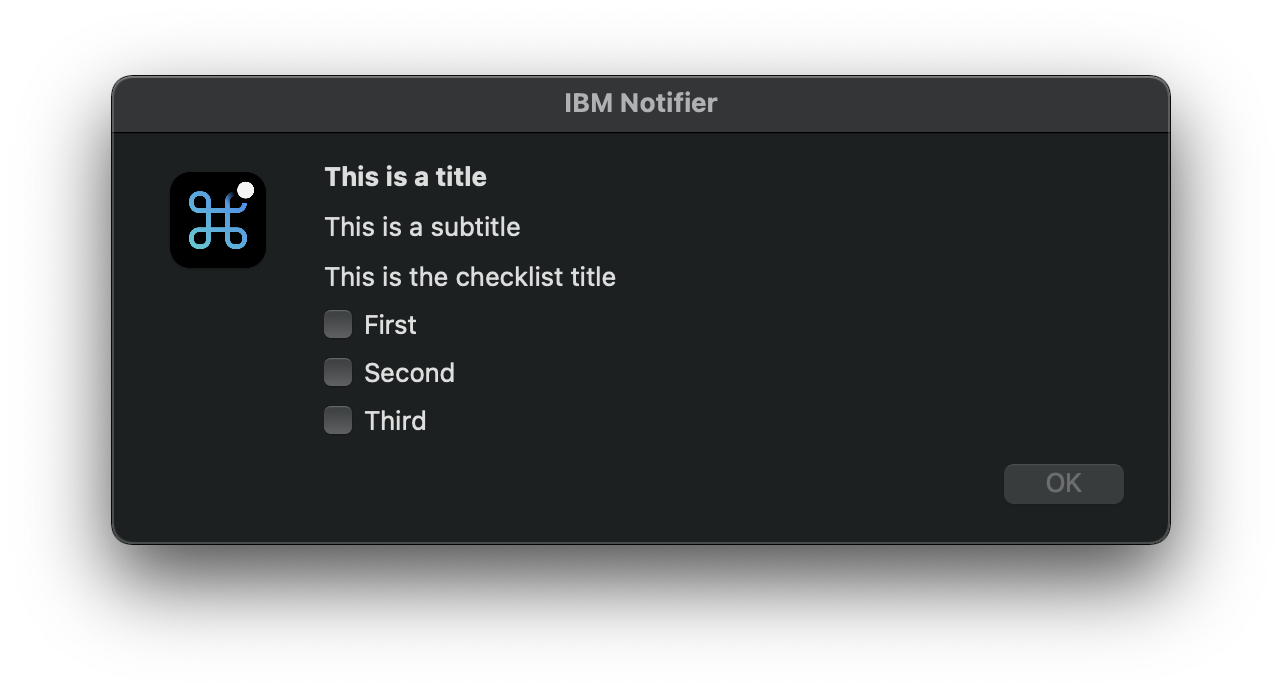 IBM Notifier
This is a title
This is a subtitle
This is the checklist title
First
Second
Third
OK